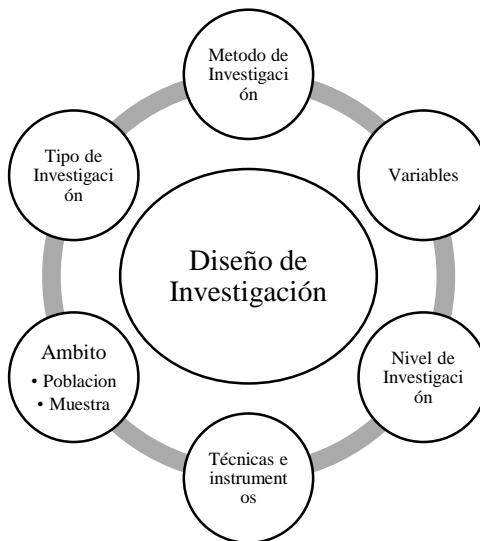 Metodo de
Investigaci
ón
Tipo de
Investigaci
ón
Variables
Diseño de
Investigación
Ambito
• Poblacion
• Muestra
Nivel de
Investigaci
ón
Técnicas e
instrument
os